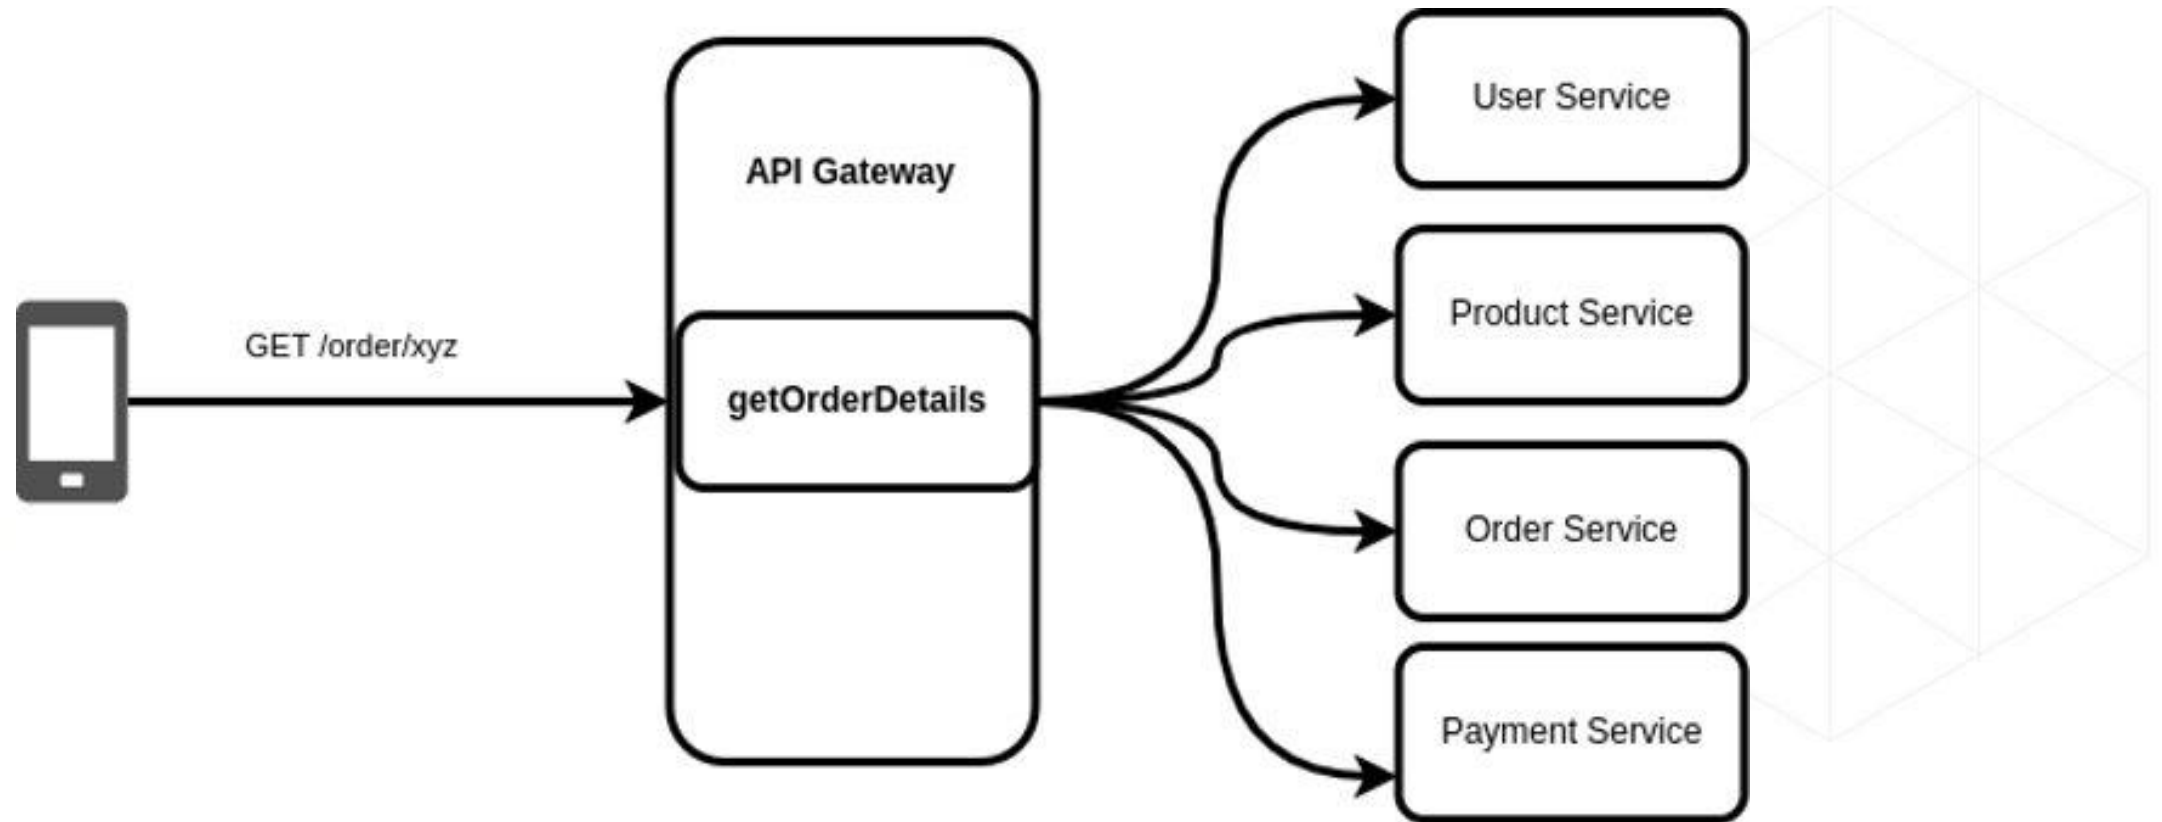 GET /order/xyz
API Gateway
getOrderDetails
User Service
Product Service
Order Service
Payment Service